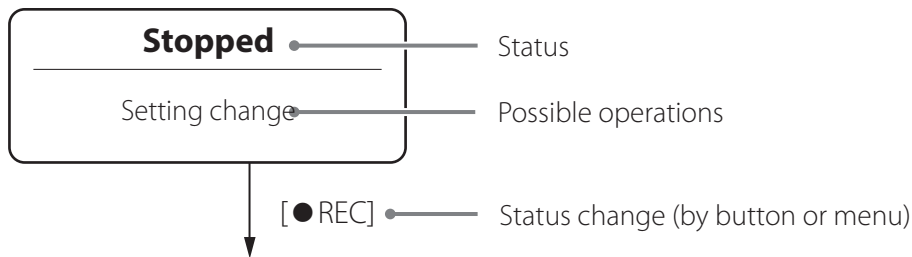 Stopped
Status
Setting change
Possible operations
[●REC]
Status change (by button or menu)